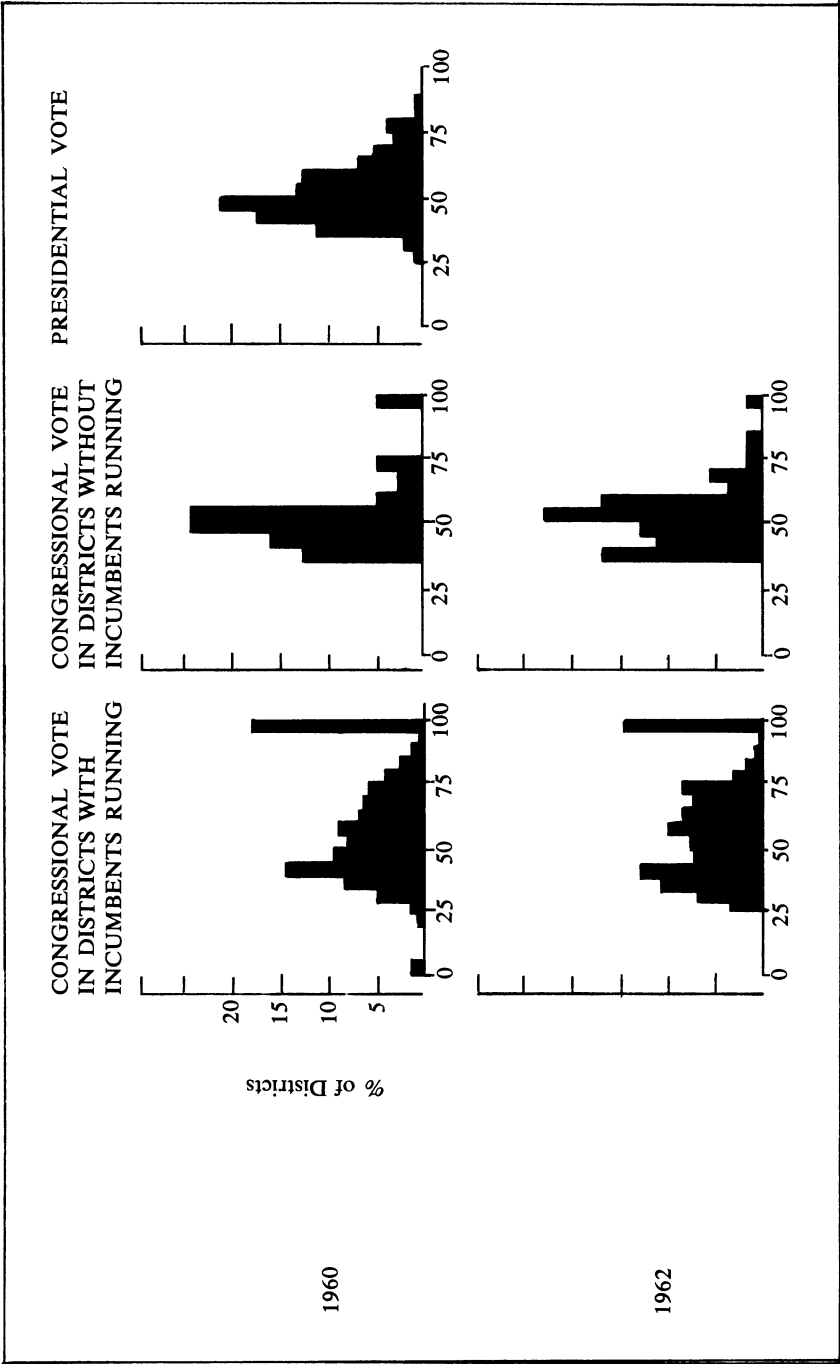 CONGRESSIONAL VOTE
IN DISTRICTS WITH
INCUMBENTS RUNNING
CONGRESSIONAL VOTE
IN DISTRICTS WITHOUT
INCUMBENTS RUNNING
PRESIDENTIAL VOTE
% of Districts
1960
20
15
10
5
0 25 50 75 100
0 25 50 75 100
0 25 50 75 100
1962
0 25 50 75 100
0 25 50 75 100